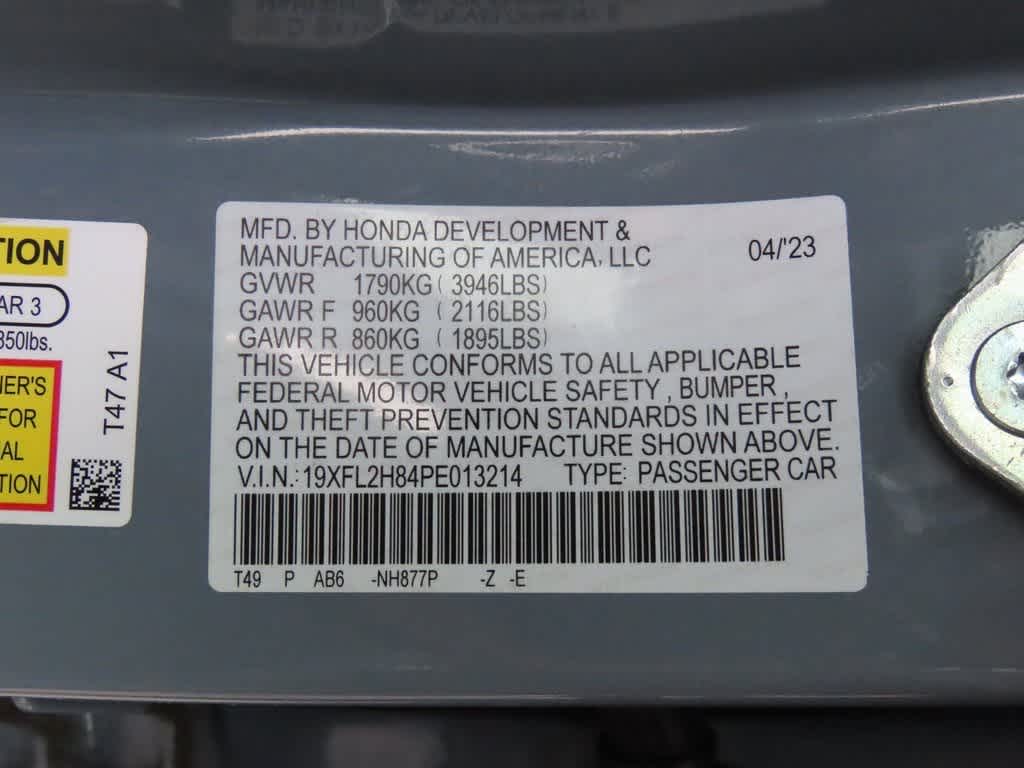 TION
AR 3
350lbs.
NER'S
FOR
AL
TION
T47 A1
MFD. BY HONDA DEVELOPMENT &
MANUFACTURING OF AMERICA, LLC 04/'23
GVWR 1790KG ( 3946LBS)
GAWR F 960KG ( 2116LBS)
GAWR R 860KG ( 1895LBS)
THIS VEHICLE CONFORMS TO ALL APPLICABLE
FEDERAL MOTOR VEHICLE SAFETY , BUMPER ,
AND THEFT PREVENTION STANDARDS IN EFFECT
ON THE DATE OF MANUFACTURE SHOWN ABOVE.
V.I.N.: 19XFL2H84PE013214 TYPE: PASSENGER CAR
T49 P AB6 -NH877P -Z -E